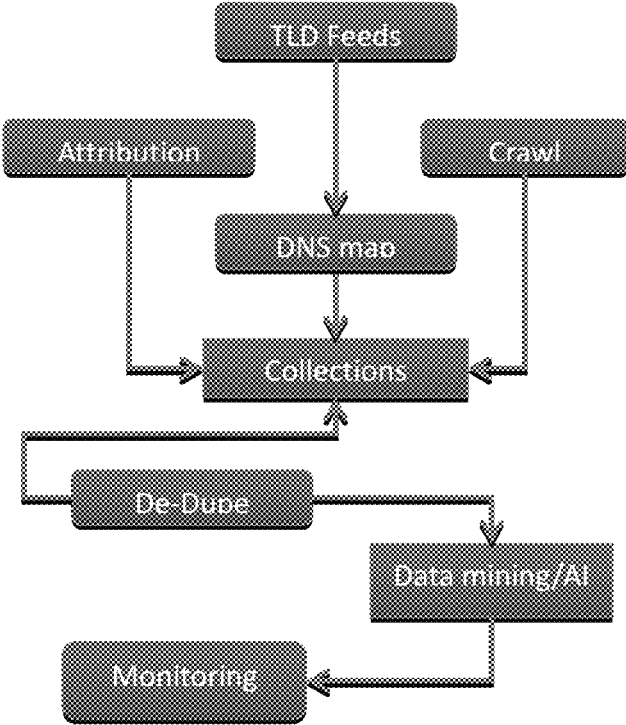 TLD Feeds
Attribution
Crawl
DNS map
Collections
De-Dupe
Data mining/AI
Monitoring